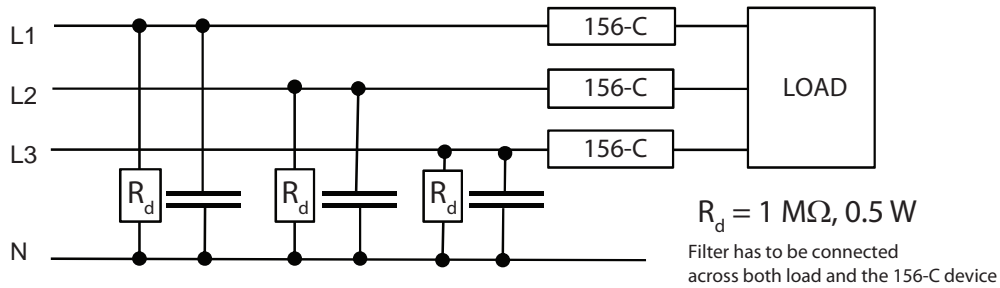 L1
156-C
L2
156-C
LOAD
L3
156-C
Rd
Rd
Rd
Rd = 1 MΩ, 0.5 W
N
Filter has to be connected
across both load and the 156-C device